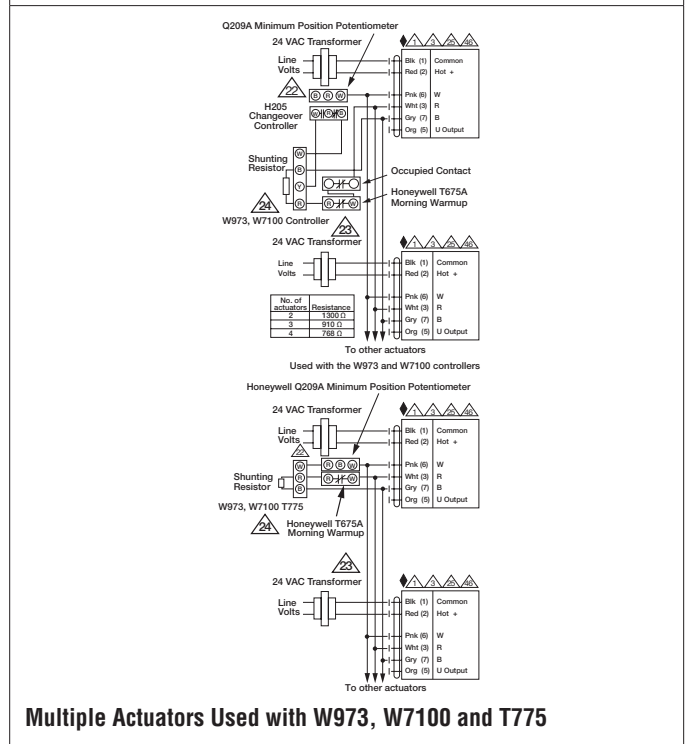 Q209A Minimum Position Potentiometer
24 VAC Transformer
1 3 25 46
Line
Volts
Blk (1) Common
Red (2) Hot +
22
B R W
Pnk (6) W
H205
Changeover
Controller
W R B
Wht (3) R
Gry (7) B
Org (5) U Output
Shunting
Resistor
W
B
Y
R
Occupied Contact
R W
Honeywell T675A
Morning Warmup
24
23
W973, W7100 Controller
24 VAC Transformer
1 3 25 46
Line
Volts
Blk (1) Common
Red (2) Hot +
Pnk (6) W
Wht (3) R
Gry (7) B
Org (5) U Output
No. of
actuators Resistance
2 1300 Ω
3 910 Ω
4 768 Ω
To other actuators
Used with the W973 and W7100 controllers
Honeywell Q209A Minimum Position Potentiometer
24 VAC Transformer
1 3 25 46
Line
Volts
Blk (1) Common
Red (2) Hot +
22
W
R
B
R B W
R W
Pnk (6) W
Wht (3) R
Gry (7) B
Org (5) U Output
Shunting
Resistor
W973, W7100 T775
24
Honeywell T675A
Morning Warmup
23
24 VAC Transformer
1 3 25 46
Line
Volts
Blk (1) Common
Red (2) Hot +
Pnk (6) W
Wht (3) R
Gry (7) B
Org (5) U Output
To other actuators
Multiple Actuators Used with W973, W7100 and T775